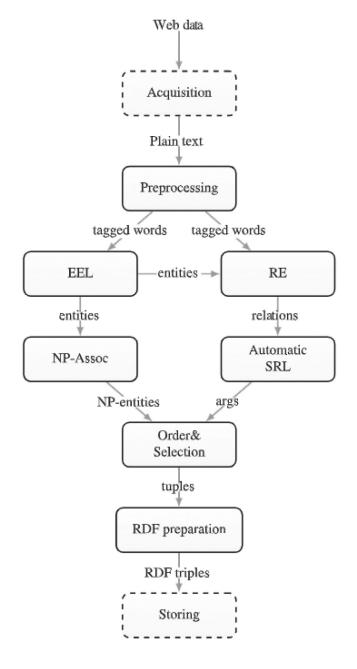 Web data
Acquisition
Plain text
Preprocessing
tagged words
tagged words
EEL
entities
RE
entities
relations
NP-Assoc
Automatic
SRL
NP-entities
args
Order&
Selection
tuples
RDF preparation
RDF triples
Storing